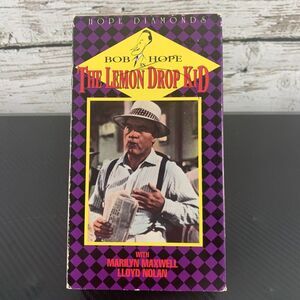 HOPE DIAMONDS
BOB HOPE
THE LEMON DROP KID
WITH
MARILYN MAXWELL
LLOYD NOLAN